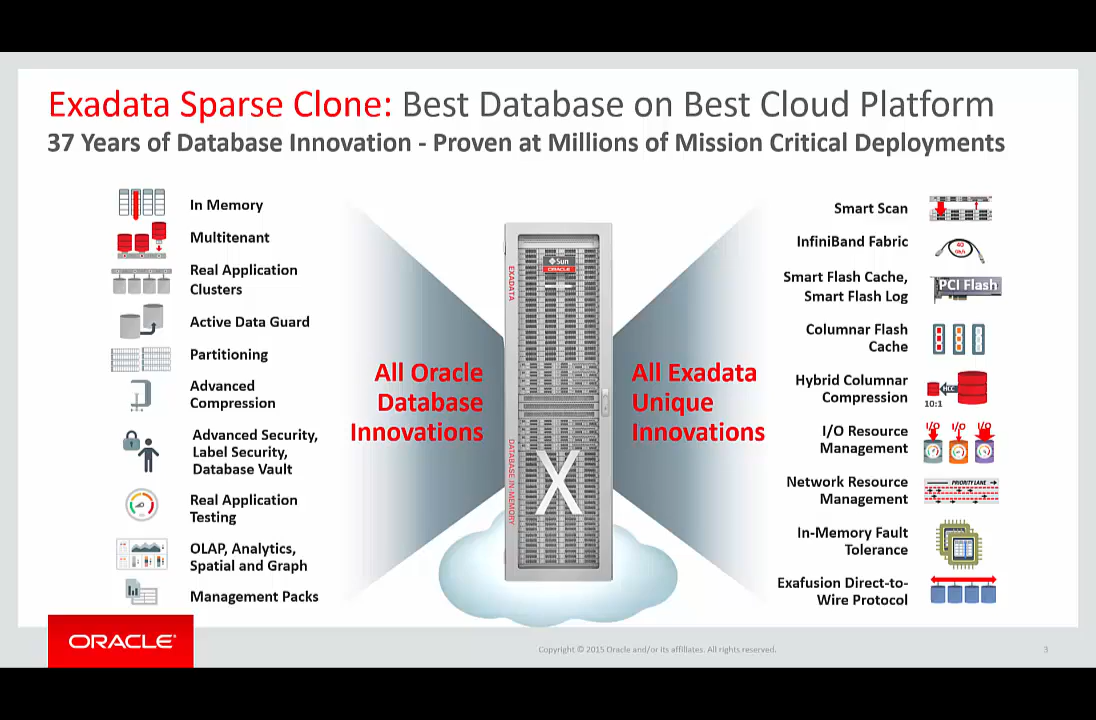 Exadata Sparse Clone: Best Database on Best Cloud Platform
37 Years of Database Innovation - Proven at Millions of Mission Critical Deployments
In Memory
Multitenant
Real Application
Clusters
Active Data Guard
Partitioning
Advanced
Compression
Advanced Security,
Label Security,
Database Vault
Real Application
Testing
OLAP, Analytics,
Spatial and Graph
Management Packs
All Oracle
Database
Innovations
Sun
ORACLE
EXADATA
DATABASE IN-MEMORY
X
All Exadata
Unique
Innovations
Smart Scan
InfiniBand Fabric
40
Gb/s
Smart Flash Cache,
Smart Flash Log
PCI Flash
Columnar Flash
Cache
Hybrid Columnar
Compression
HCC
10:1
I/O Resource
Management
I/O I/O I/O
Network Resource
Management
PRIORITY LANE
In-Memory Fault
Tolerance
Exafusion Direct-to-
Wire Protocol
ORACLE
Copyright © 2015 Oracle and/or its affiliates. All rights reserved.
3